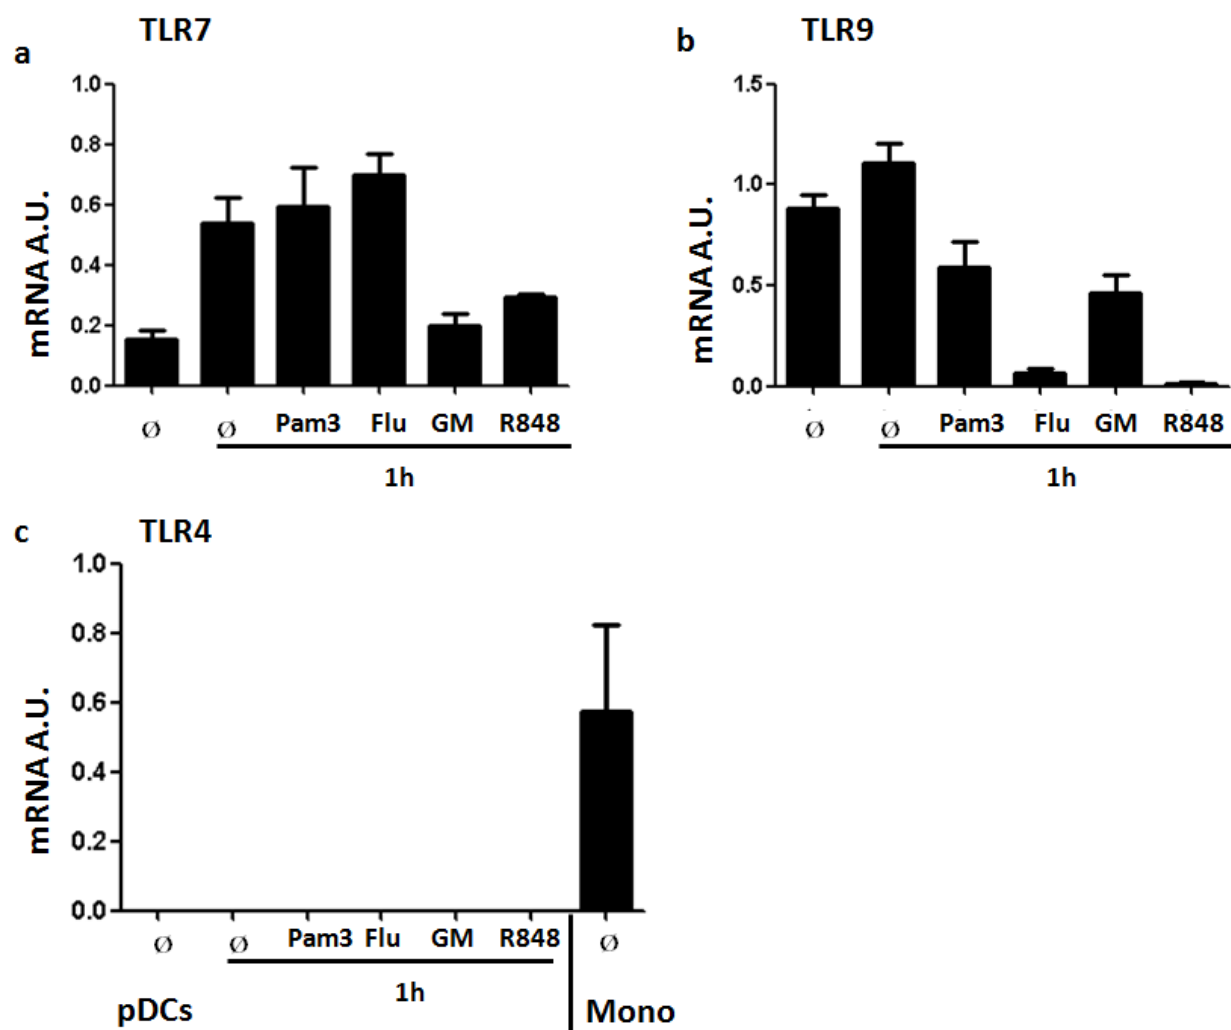 a TLR7
mRNA A.U.
1.0
0.8
0.6
0.4
0.2
0.0
Ø Ø Pam3 Flu GM R848
1h
b TLR9
mRNA A.U.
1.5
1.0
0.5
0.0
Ø Ø Pam3 Flu GM R848
1h
c TLR4
mRNA A.U.
1.0
0.8
0.6
0.4
0.2
0.0
Ø Ø Pam3 Flu GM R848 Ø
1h
pDCs Mono